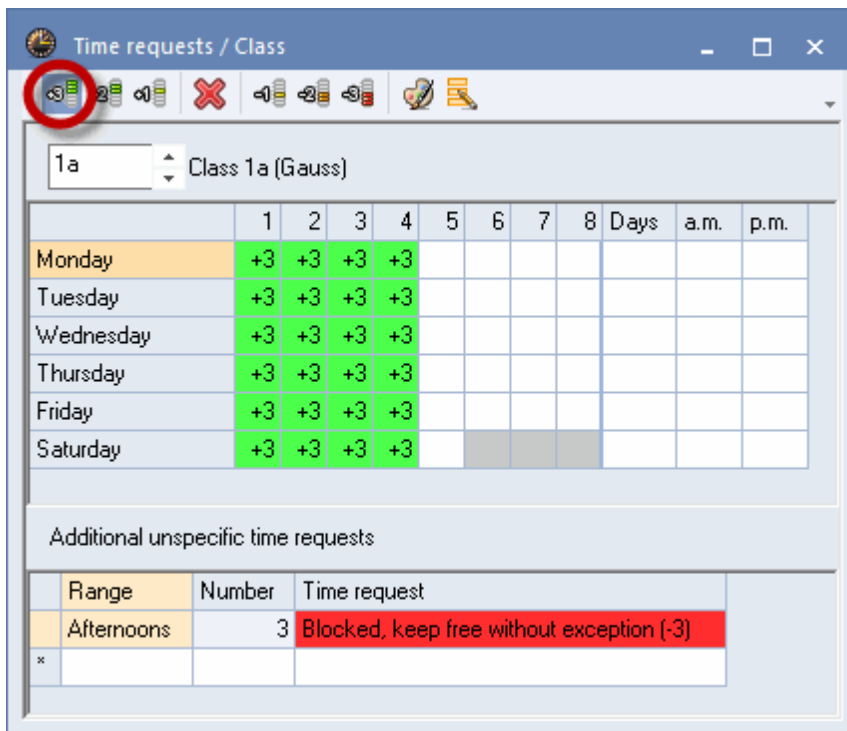 Time requests / Class
1a Class 1a (Gauss)
1 2 3 4 5 6 7 8 Days a.m. p.m.
Monday +3 +3 +3 +3
Tuesday +3 +3 +3 +3
Wednesday +3 +3 +3 +3
Thursday +3 +3 +3 +3
Friday +3 +3 +3 +3
Saturday +3 +3 +3 +3
Additional unspecific time requests
Range Number Time request
Afternoons 3 Blocked, keep free without exception (-3)
*